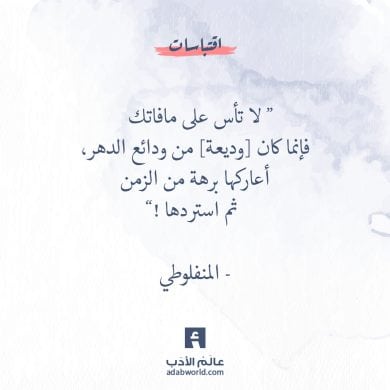 اقتباسات
” لا تأس على مافاتك
فإنما كان [وديعة] من ودائع الدهر،
أعاركها برهة من الزمن
ثم استردها !“
- المنفلوطي
عالم الأدب
adabworld.com